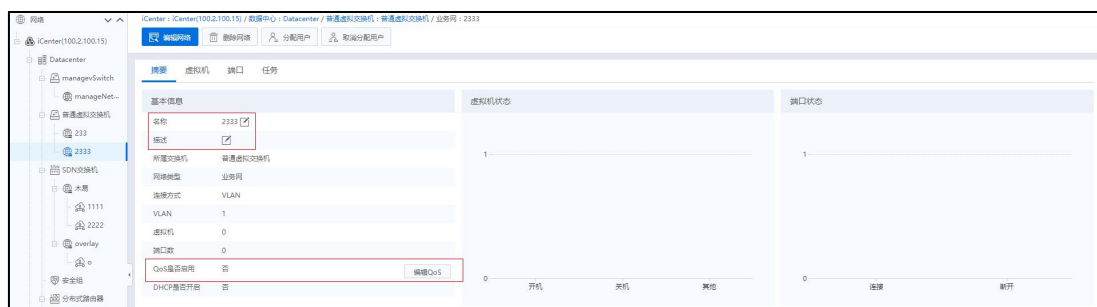 网络
iCenter : iCenter(100.2.100.15) / 数据中心 : Datacenter / 普通虚拟交换机 : 普通虚拟交换机 / 业务网 : 2333
iCenter(100.2.100.15)
编辑网络 删除网络 分配用户 取消分配用户
Datacenter
managevSwitch
manageNet...
普通虚拟交换机
233
2333
SDN交换机
木易
1111
2222
overlay
o
安全组
分布式路由器
摘要 虚拟机 端口 任务
基本信息
名称 2333
描述
所属交换机 普通虚拟交换机
网络类型 业务网
连接方式 VLAN
VLAN 1
虚拟机 0
端口数 0
QoS是否启用 否 编辑QoS
DHCP是否开启 否
虚拟机状态
1
0
开机 关机 其他
端口状态
1
0
连接 断开